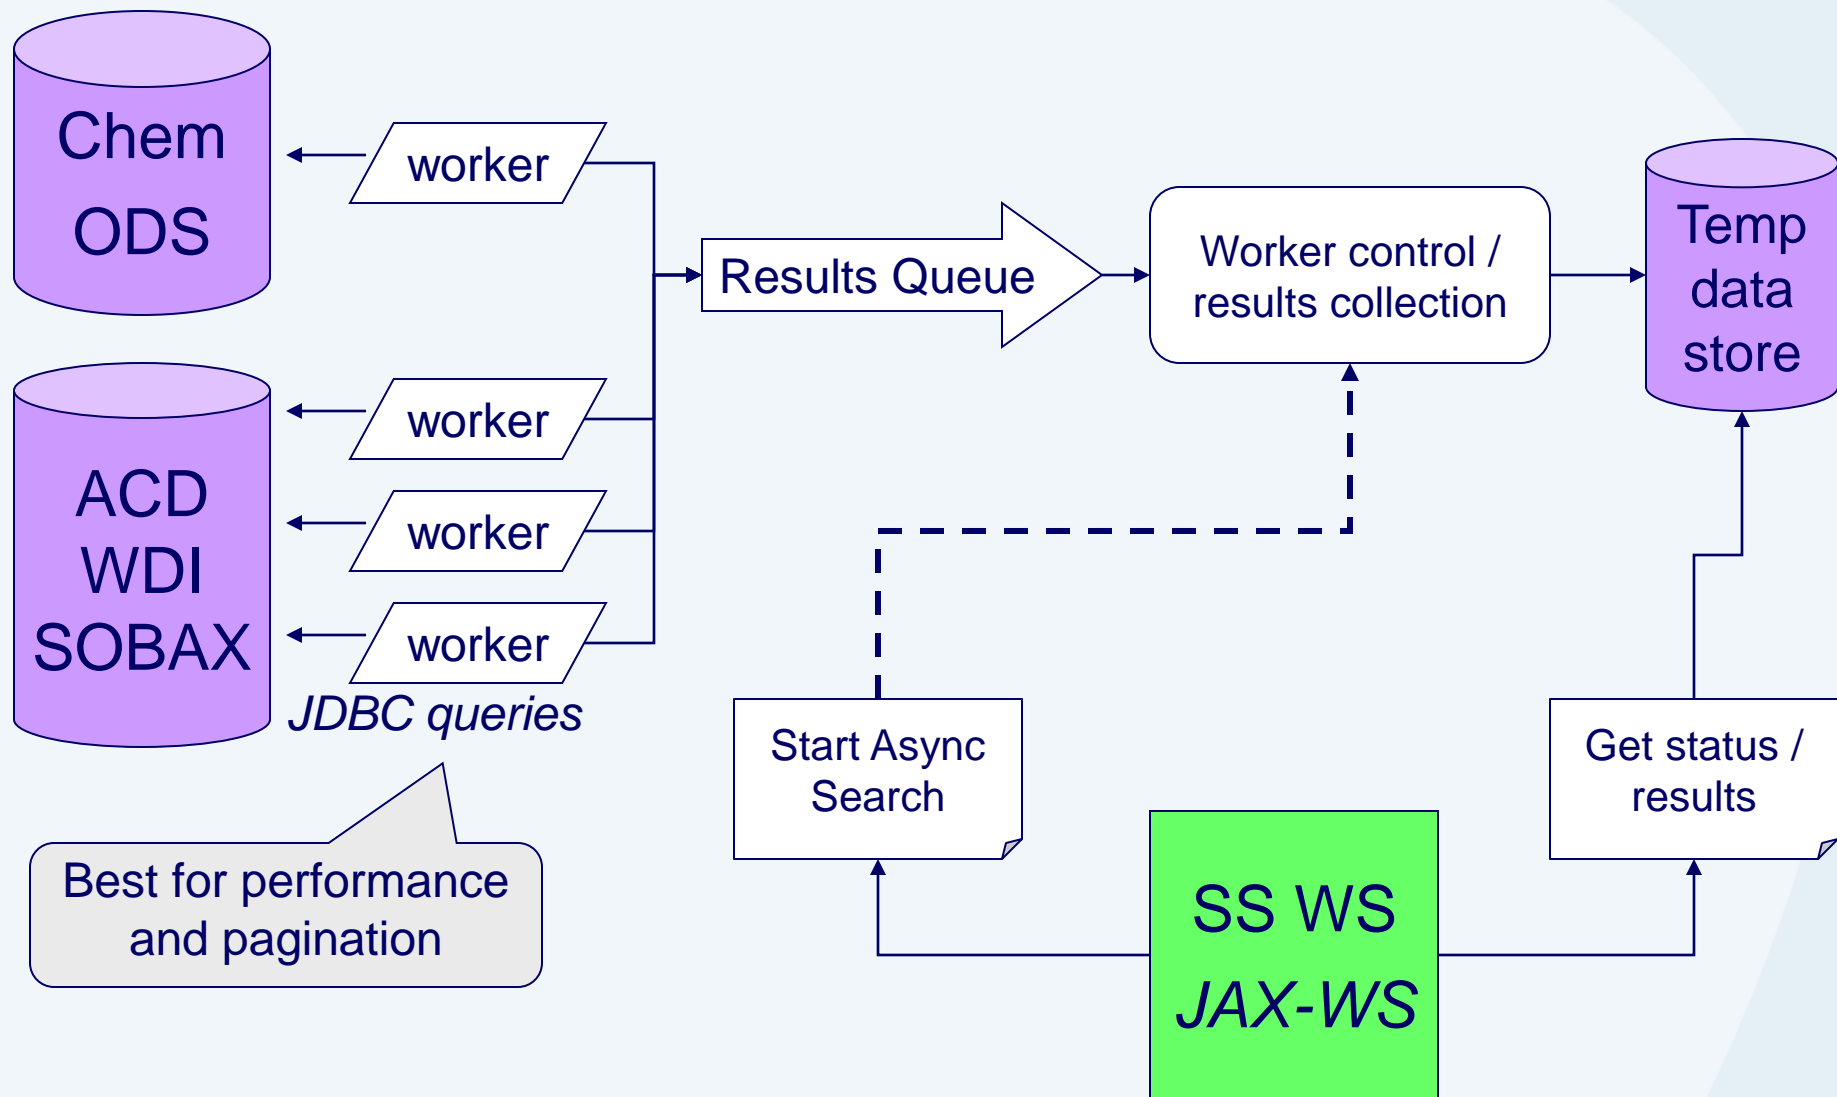 Chem
ODS
worker
Results Queue
Worker control /
results collection
Temp
data
store
ACD
WDI
SOBAX
worker
worker
worker
JDBC queries
Best for performance
and pagination
Start Async
Search
SS WS
JAX-WS
Get status /
results